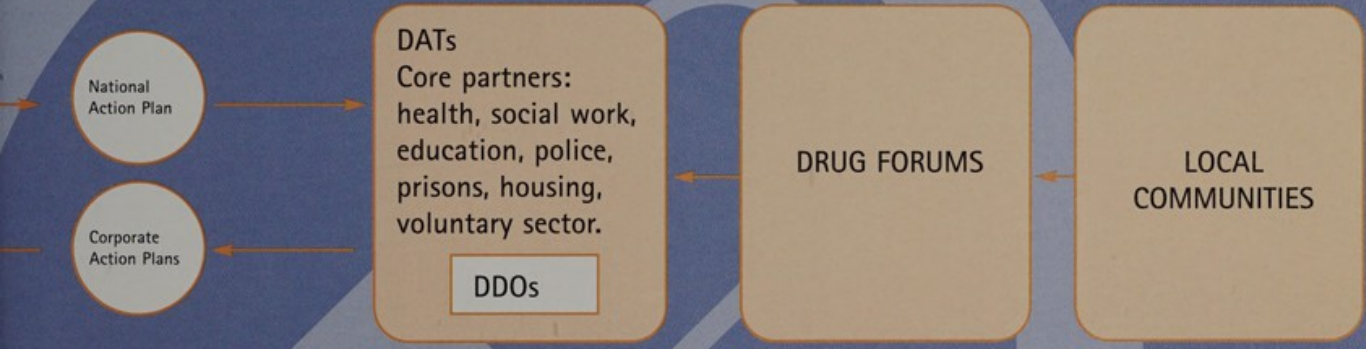 National
Action Plan
Corporate
Action Plans
DATs
Core partners:
health, social work,
education, police,
prisons, housing,
voluntary sector.
DDOs
DRUG FORUMS
LOCAL
COMMUNITIES